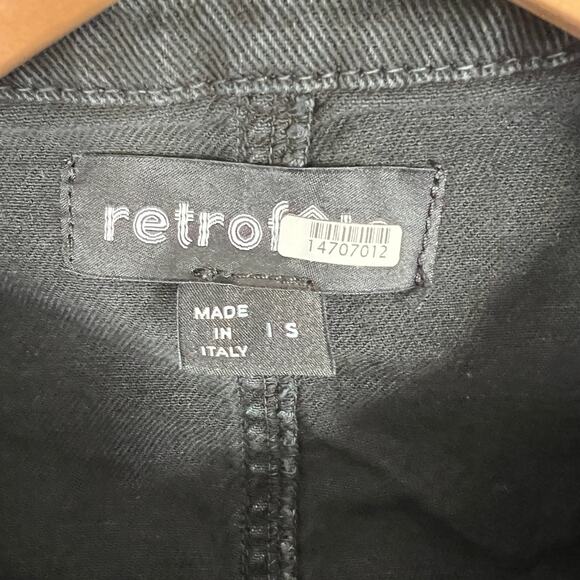 retrof
14707012
MADE
IN | S
ITALY